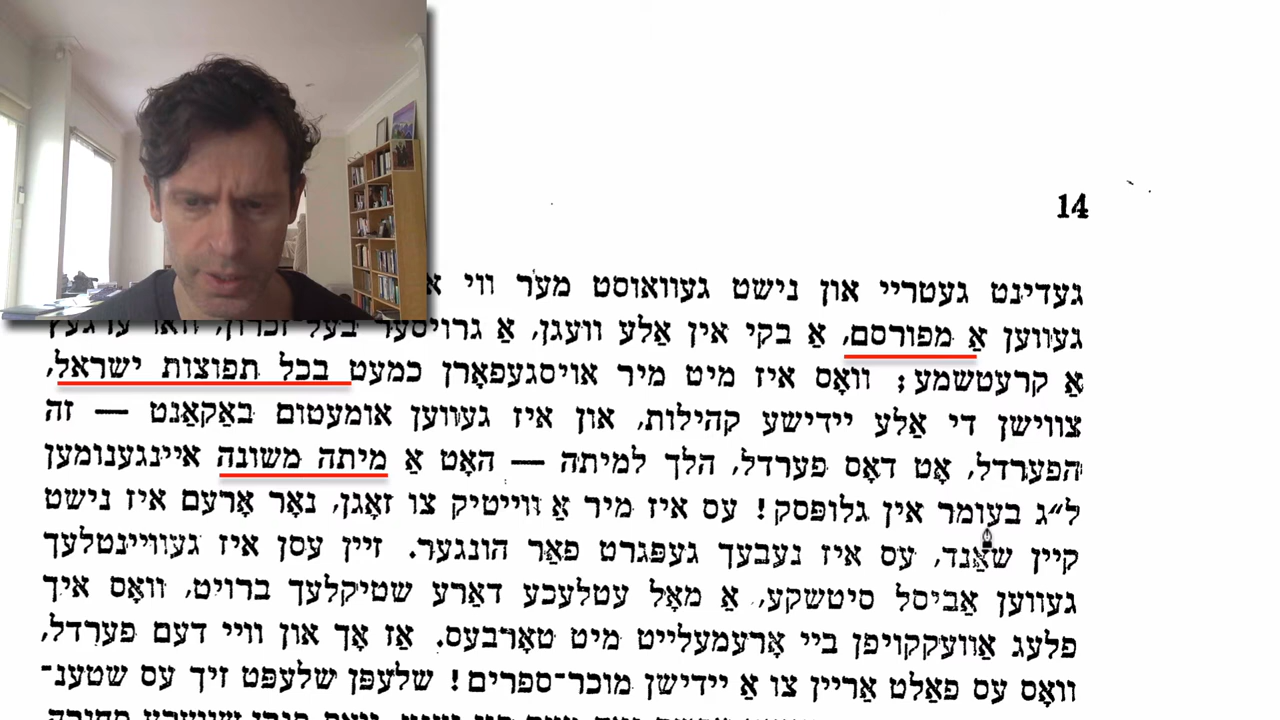 14
געדינט געטריי און נישט געוואוסט מער ווי
געווען אַ מפורסם, אַ בקי אין אַלע וועגן, אַ גרויסער בעל זכרון,
אַ קרעטשמע; וואָס איז מיט מיר אויסגעפאָרן כמעט בכל תפוצות ישראל,
צווישן די אַלע יידישע קהילות, און איז געווען אומעטום באַקאַנט — זה
הפערדל, אָט דאָס פערדל, הלך למיתה — האָט אַ מיתה משונה איינגענומען
ל״ג בעומר אין גלופּסק! עס איז מיר אַ ווייטיק צו זאָגן, נאָר אָרעם איז נישט
קיין שאַנד, עס איז נעבעך געפּגרט פאַר הונגער. זיין עסן איז געוויינטלעך
געווען אַביסל סיטשקע, אַ מאָל עטלעכע דאַרע שטיקלעך ברויט, וואָס איך
פלעג אַוועקקויפן ביי אָרעמעלייט מיט טאָרבעס. אַז אָך און וויי דעם פערדל,
וואָס עס פאַלט אַריין צו אַ יידישן מוכר־ספרים! שלעפּן שלעפּט זיך עס שטענ־